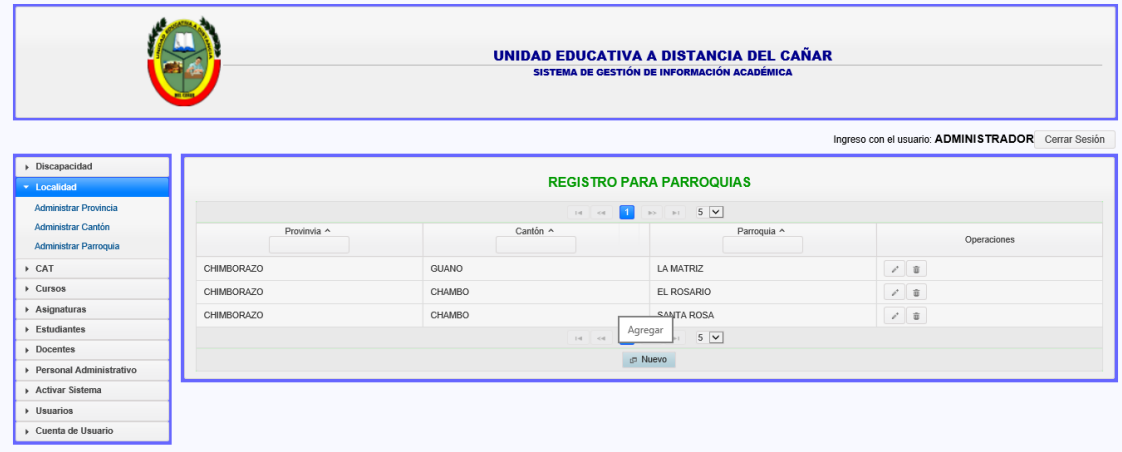 UNIDAD EDUCATIVA A DISTANCIA DEL CAÑAR
SISTEMA DE GESTIÓN DE INFORMACIÓN ACADÉMICA
Ingreso con el usuario: ADMINISTRADOR Cerrar Sesión
Discapacidad
Localidad
Administrar Provincia
Administrar Cantón
Administrar Parroquia
CAT
Cursos
Asignaturas
Estudiantes
Docentes
Personal Administrativo
Activar Sistema
Usuarios
Cuenta de Usuario
REGISTRO PARA PARROQUIAS
1 5
Provinvia Cantón Parroquia Operaciones
CHIMBORAZO GUANO LA MATRIZ
CHIMBORAZO CHAMBO EL ROSARIO
CHIMBORAZO CHAMBO SANTA ROSA
Agregar
5
Nuevo